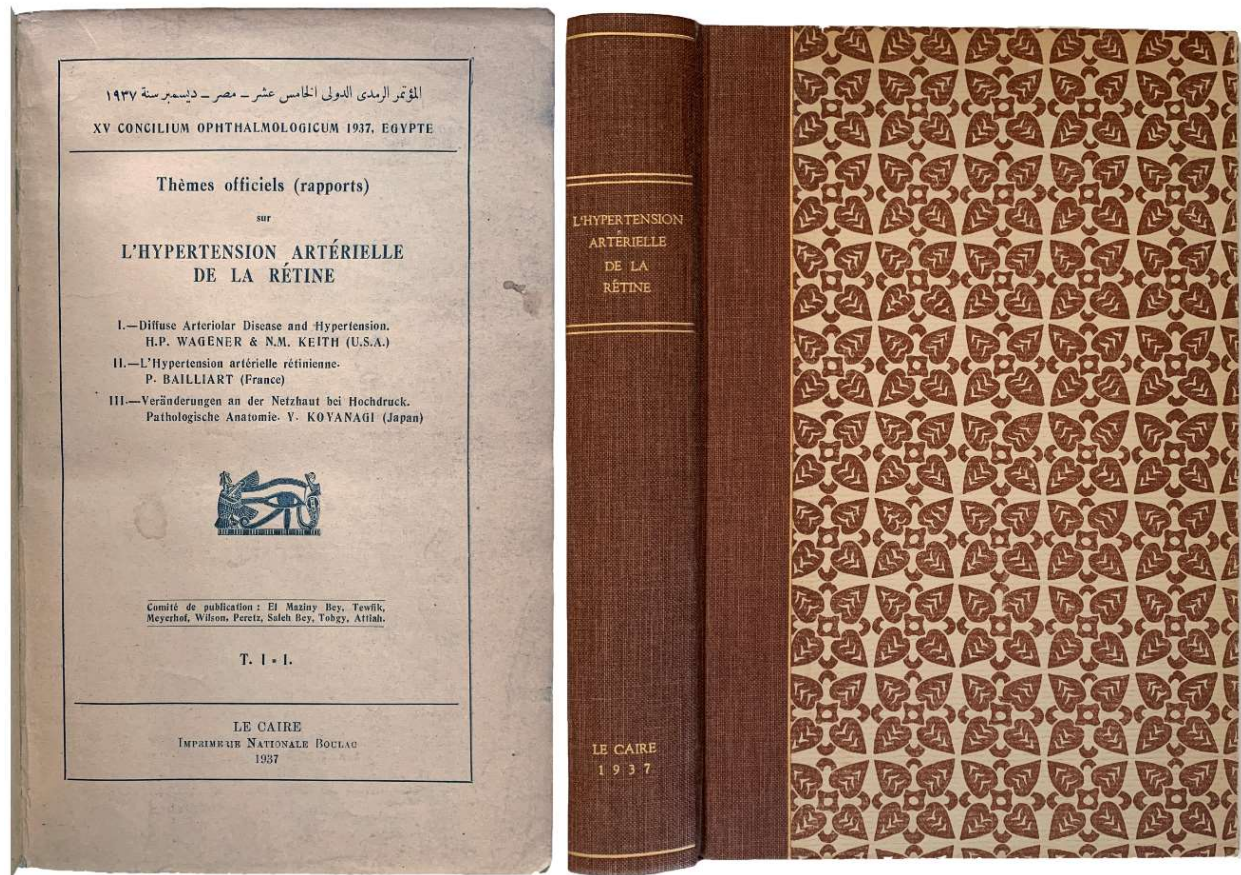 المؤتمر الرمدى الدولى الخامس عشر – مصر – ديسمبر سنة ١٩٣٧
XV CONCILIUM OPHTHALMOLOGICUM 1937, EGYPTE
Thèmes officiels (rapports)
sur
L'HYPERTENSION ARTÉRIELLE
DE LA RÉTINE
I.—Diffuse Arteriolar Disease and Hypertension.
H.P. WAGENER & N.M. KEITH (U.S.A.)
II.—L'Hypertension artérielle rétinienne.
P. BAILLIART (France)
III.—Veränderungen an der Netzhaut bei Hochdruck.
Pathologische Anatomie. Y. KOYANAGI (Japan)
Comité de publication : El Maziny Bey, Tewfik,
Meyerhof, Wilson, Peretz, Saleh Bey, Tobgy, Attiah.
T. I - I.
LE CAIRE
IMPRIMERIE NATIONALE BOULAC
1937
L'HYPERTENSION
ARTÉRIELLE
DE LA
RÉTINE
LE CAIRE
1937